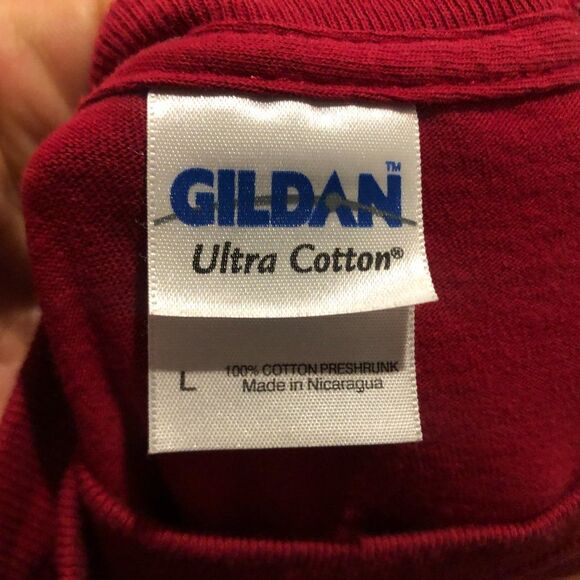 GILDAN™
Ultra Cotton®
L
100% COTTON PRESHRUNK
Made in Nicaragua